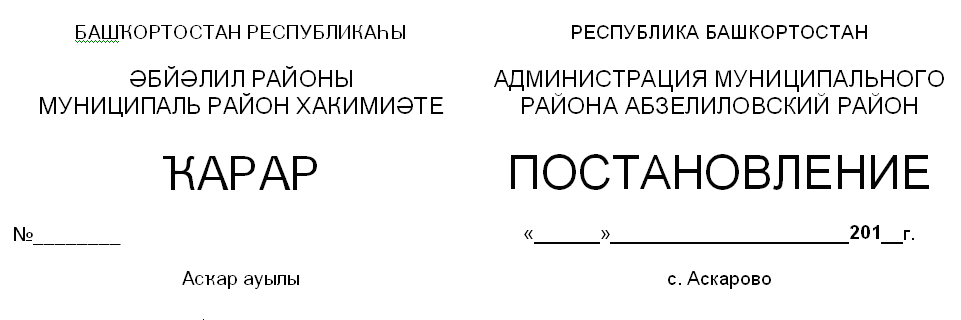 БАШҠОРТОСТАН РЕСПУБЛИКАҺЫ
ӘБЙӘЛИЛ РАЙОНЫ
МУНИЦИПАЛЬ РАЙОН ХАКИМИӘТЕ
ҠАРАР
№________
Асҡар ауылы
РЕСПУБЛИКА БАШКОРТОСТАН
АДМИНИСТРАЦИЯ МУНИЦИПАЛЬНОГО
РАЙОНА АБЗЕЛИЛОВСКИЙ РАЙОН
ПОСТАНОВЛЕНИЕ
«______»______________________201__г.
с. Аскарово